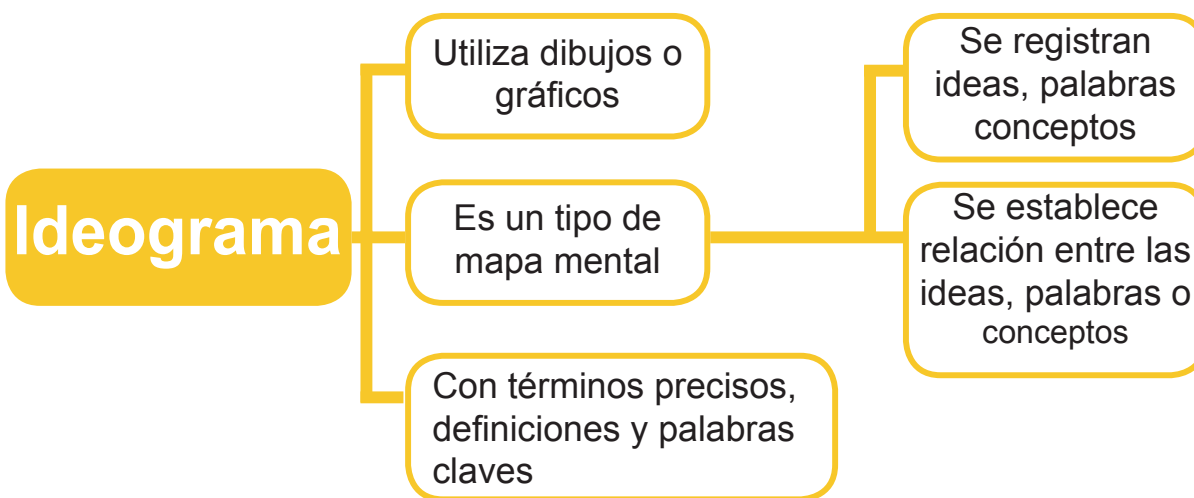 Ideograma
Utiliza dibujos o
gráficos
Es un tipo de
mapa mental
Con términos precisos,
definiciones y palabras
claves
Se registran
ideas, palabras
conceptos
Se establece
relación entre las
ideas, palabras o
conceptos